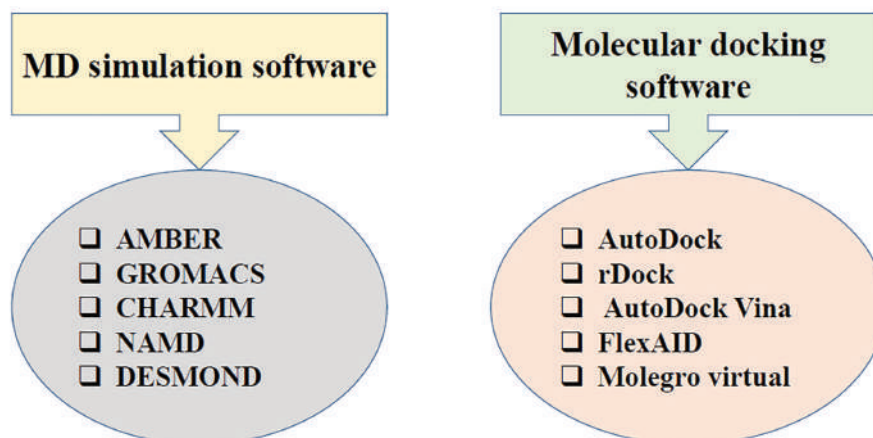 MD simulation software
❑ AMBER
❑ GROMACS
❑ CHARMM
❑ NAMD
❑ DESMOND
Molecular docking
software
❑ AutoDock
❑ rDock
❑ AutoDock Vina
❑ FlexAID
❑ Molegro virtual